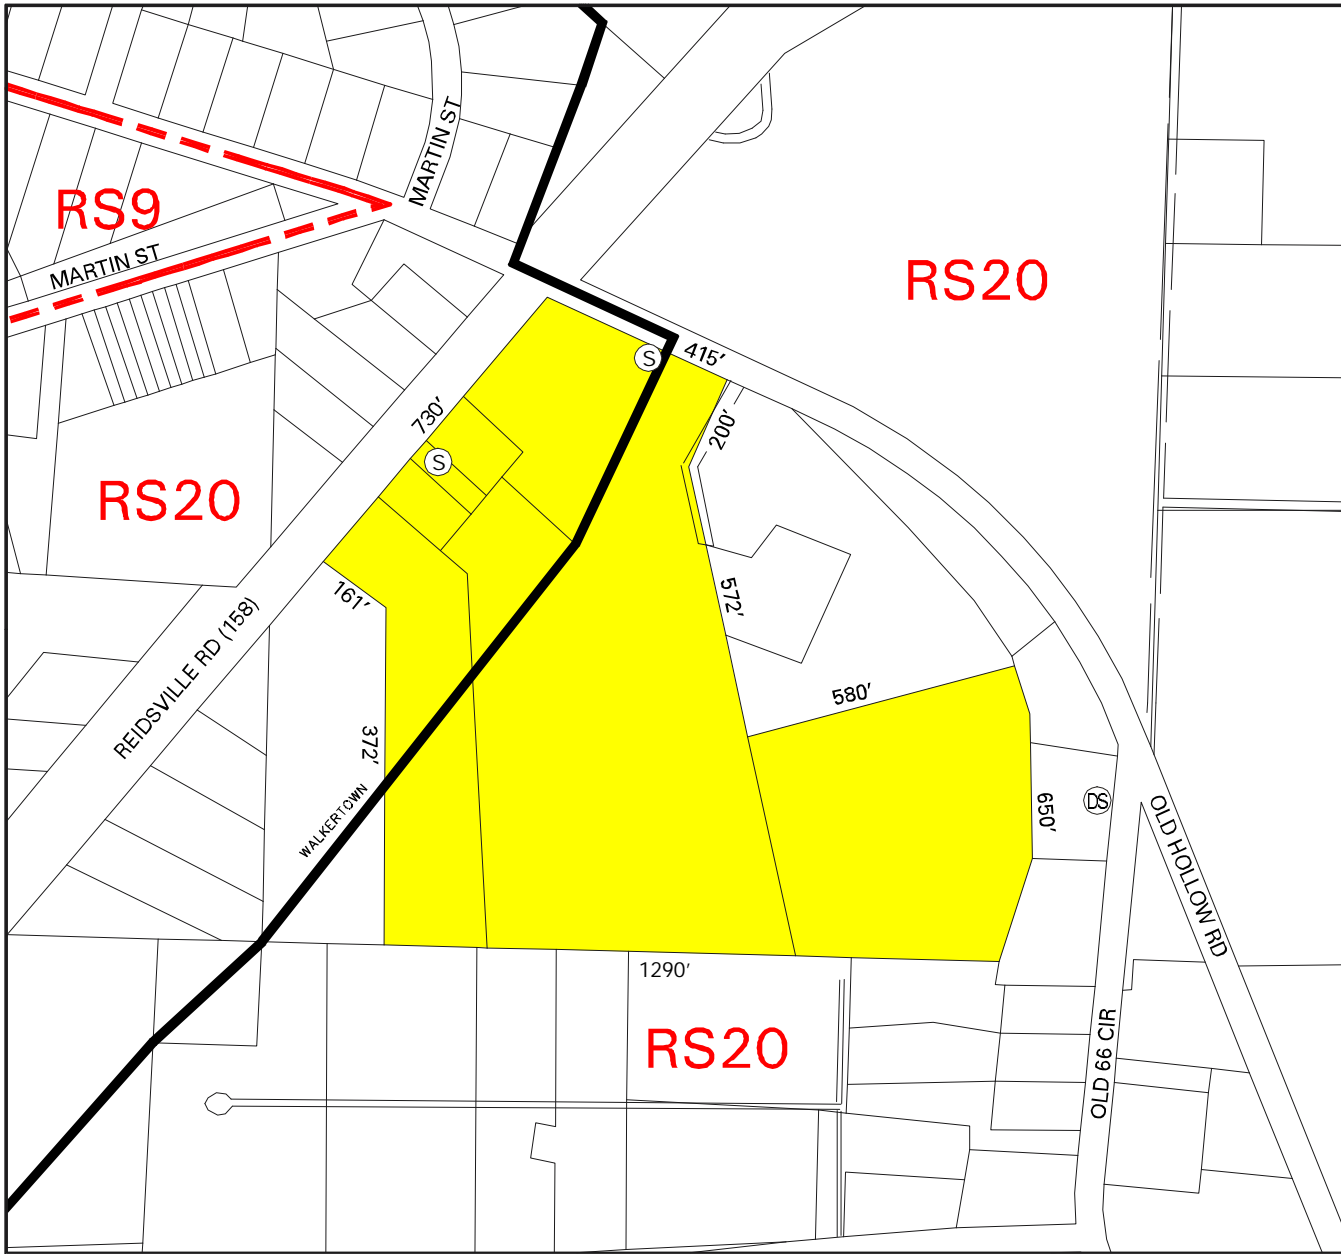 MARTIN ST
RS9
MARTIN ST
RS20
S
415'
730'
200'
S
RS20
161'
572'
REIDSVILLE RD (158)
580'
372'
650'
DS
WALKERTOWN
OLD HOLLOW RD
1290'
RS20
OLD 66 CIR